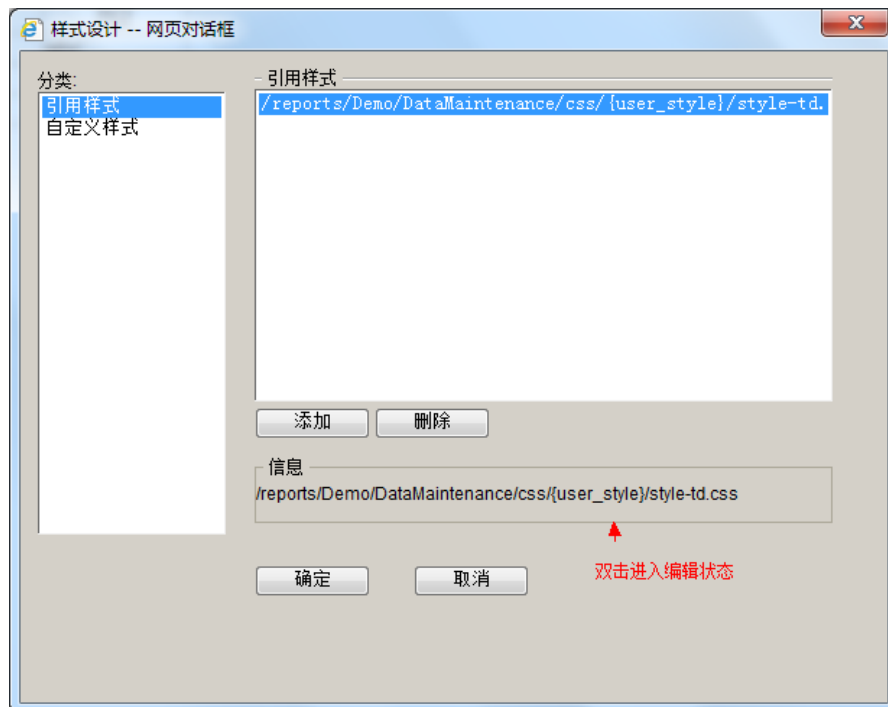 样式设计 -- 网页对话框
分类:
引用样式
自定义样式
引用样式
/reports/Demo/DataMaintenance/css/{user_style}/style-td.
添加
删除
信息
/reports/Demo/DataMaintenance/css/{user_style}/style-td.css
双击进入编辑状态
确定
取消